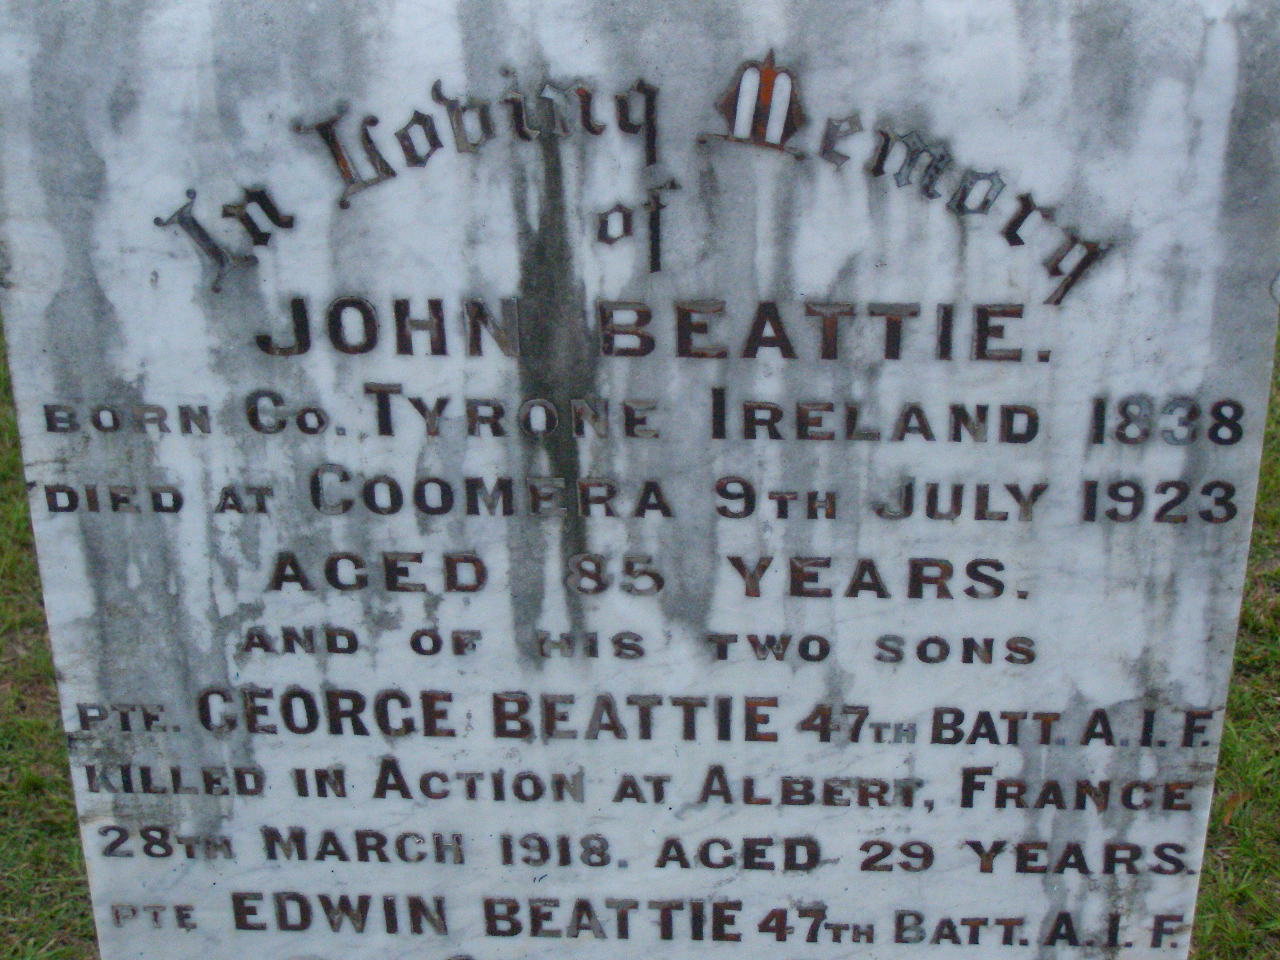 In Loving Memory
of
JOHN BEATTIE.
BORN CO. TYRONE IRELAND 1838
DIED AT COOMERA 9TH JULY 1923
AGED 85 YEARS.
AND OF HIS TWO SONS
PTE. GEORGE BEATTIE 47TH BATT. A.I.F.
KILLED IN ACTION AT ALBERT, FRANCE
28TH MARCH 1918. AGED 29 YEARS.
PTE EDWIN BEATTIE 47TH BATT. A.I.F.